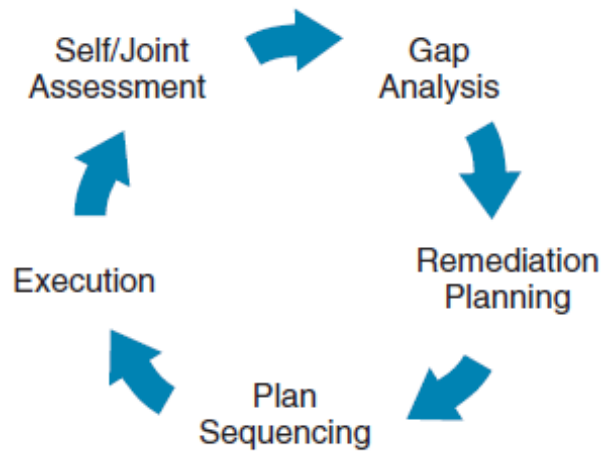 Self/Joint
Assessment
Gap
Analysis
Remediation
Planning
Plan
Sequencing
Execution